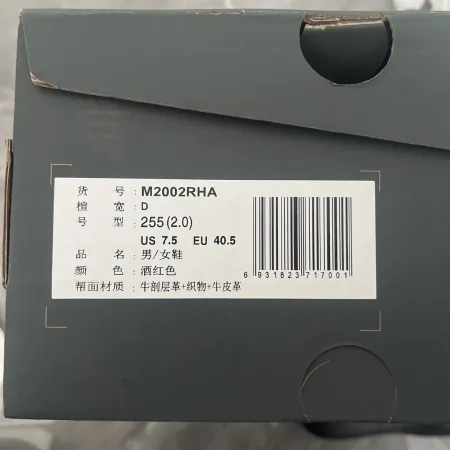 货 号 : M2002RHA
楦 宽 : D
号 型 : 255(2.0)
US 7.5 EU 40.5
品 名 : 男/女鞋
颜 色 : 酒红色
帮面材质 : 牛剖层革+织物+牛皮革
6 931823 717001